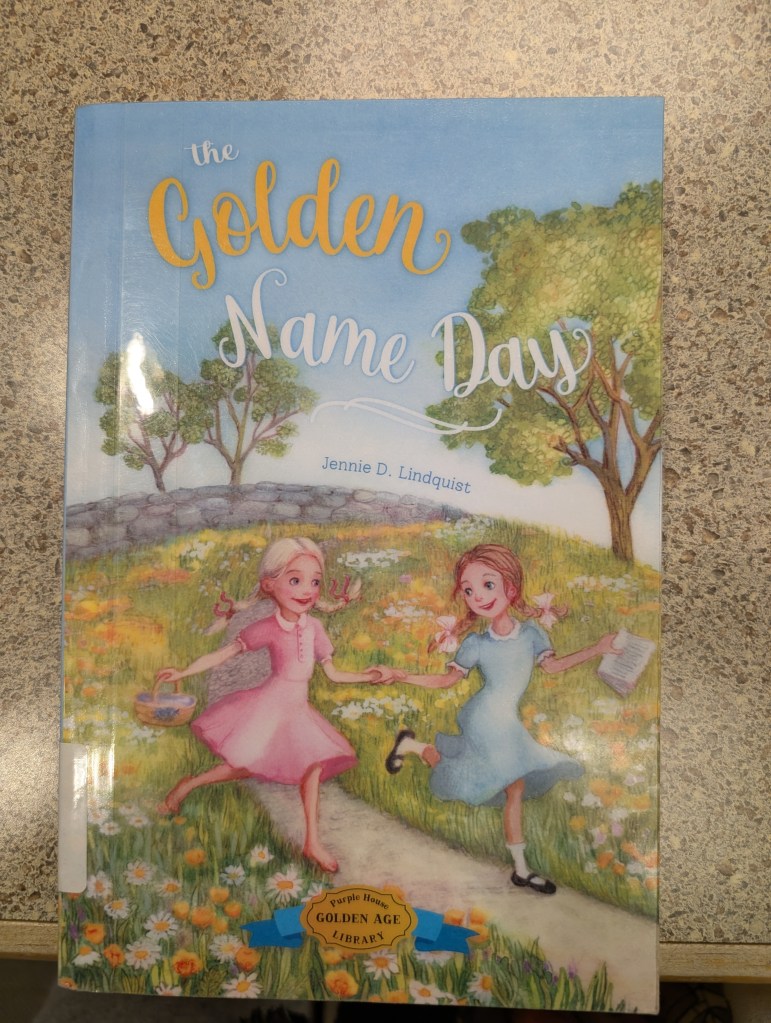 the
Golden
Name Day
Jennie D. Lindquist
Purple House
GOLDEN AGE
LIBRARY